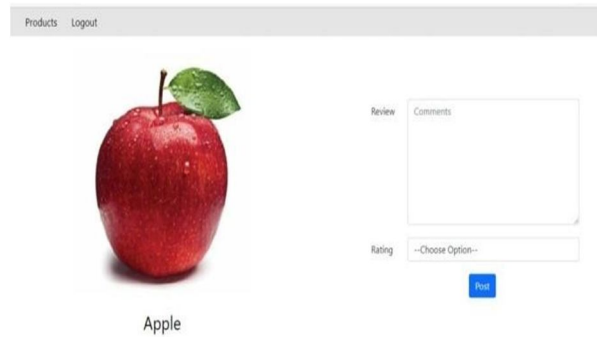 Products Logout
Review Comments
Rating --Choose Option--
Post
Apple